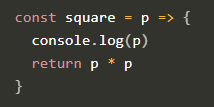 const square = p => {
  console.log(p)
  return p * p
}